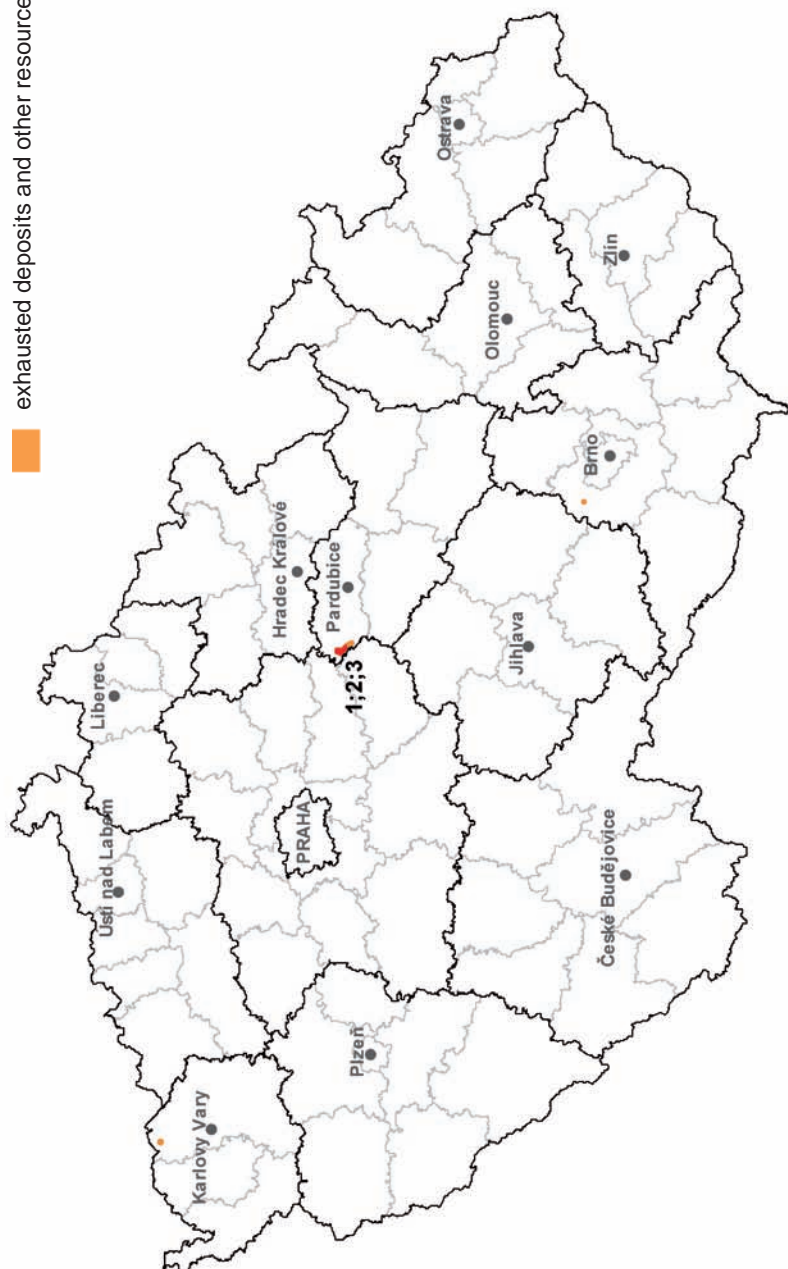 exhausted deposits and other resource
Liberec
Ústí nad Labem
Karlovy Vary
Hradec Králové
PRAHA
Pardubice
1;2;3
Plzeň
Ostrava
Olomouc
Jihlava
Brno
Zlín
České Budějovice